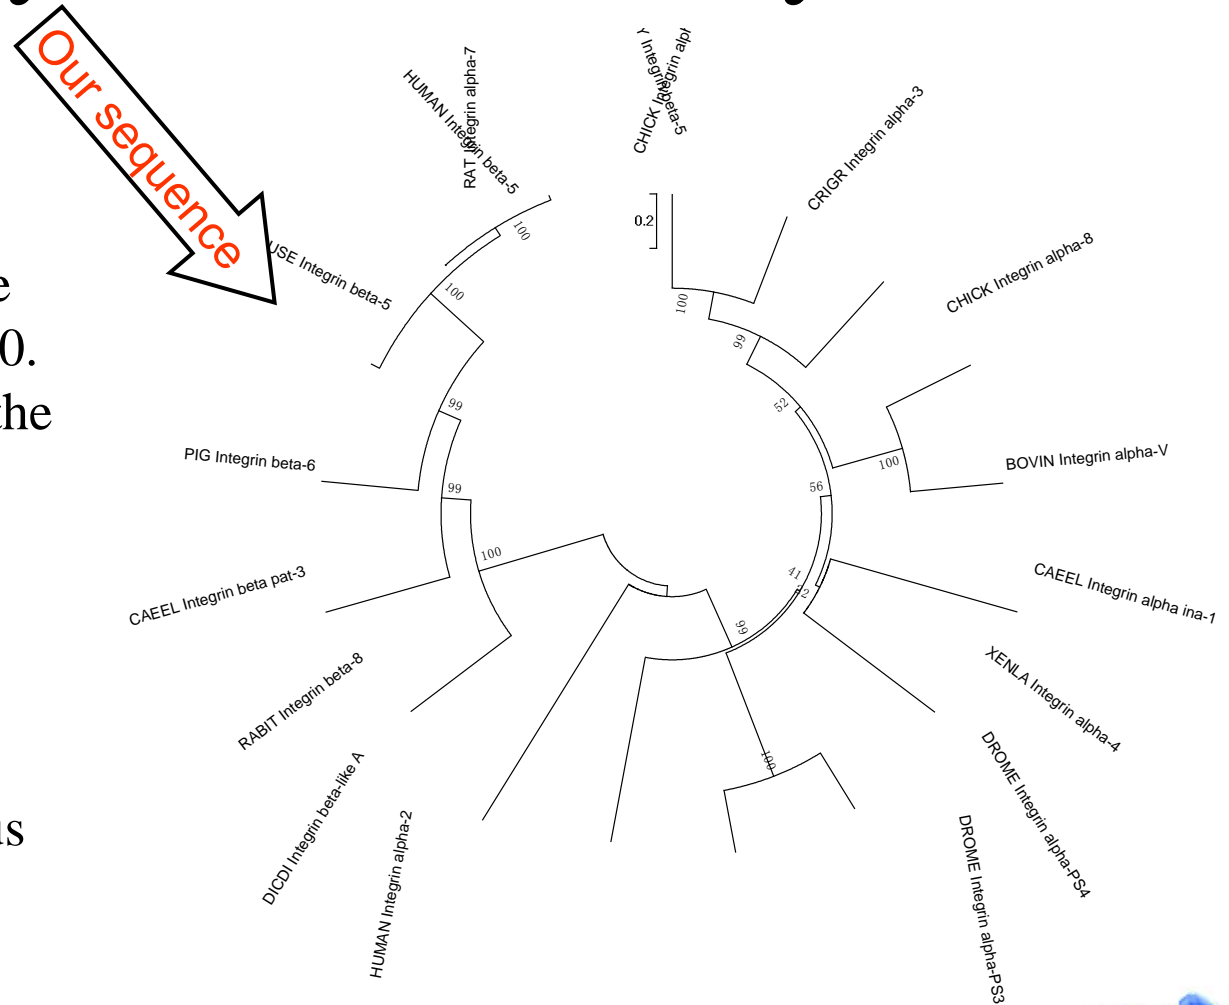 Our sequence
e
0.
the
us
RAT Integrin alpha-7
HUMAN Integrin beta-5
USE Integrin beta-5
PIG Integrin beta-6
CAEEL Integrin beta pat-3
RABIT Integrin beta-8
DICDI Integrin beta-like A
HUMAN Integrin alpha-2
Y Integrin beta-5
CHICK Integrin alph
CRIGR Integrin alpha-3
CHICK Integrin alpha-8
BOVIN Integrin alpha-V
CAEEL Integrin alpha ina-1
XENLA Integrin alpha-4
DROME Integrin alpha-PS4
DROME Integrin alpha-PS3
0.2
100
100
99
99
100
100
99
52
100
56
41
99
100